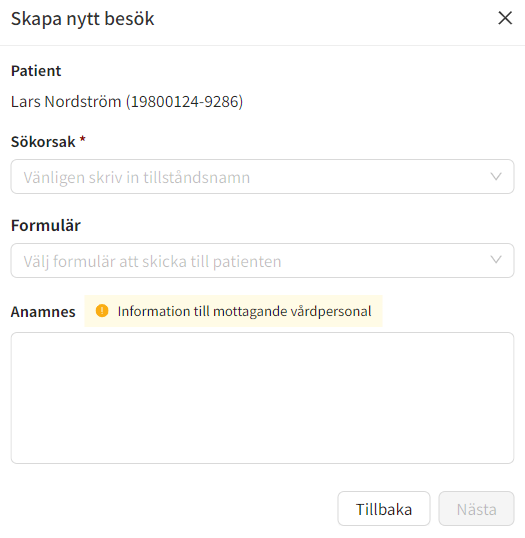 Skapa nytt besök
Patient
Lars Nordström (19800124-9286)
Sökorsak *
Vänligen skriv in tillståndsnamn
Formulär
Välj formulär att skicka till patienten
Anamnes Information till mottagande vårdpersonal
Tillbaka Nästa